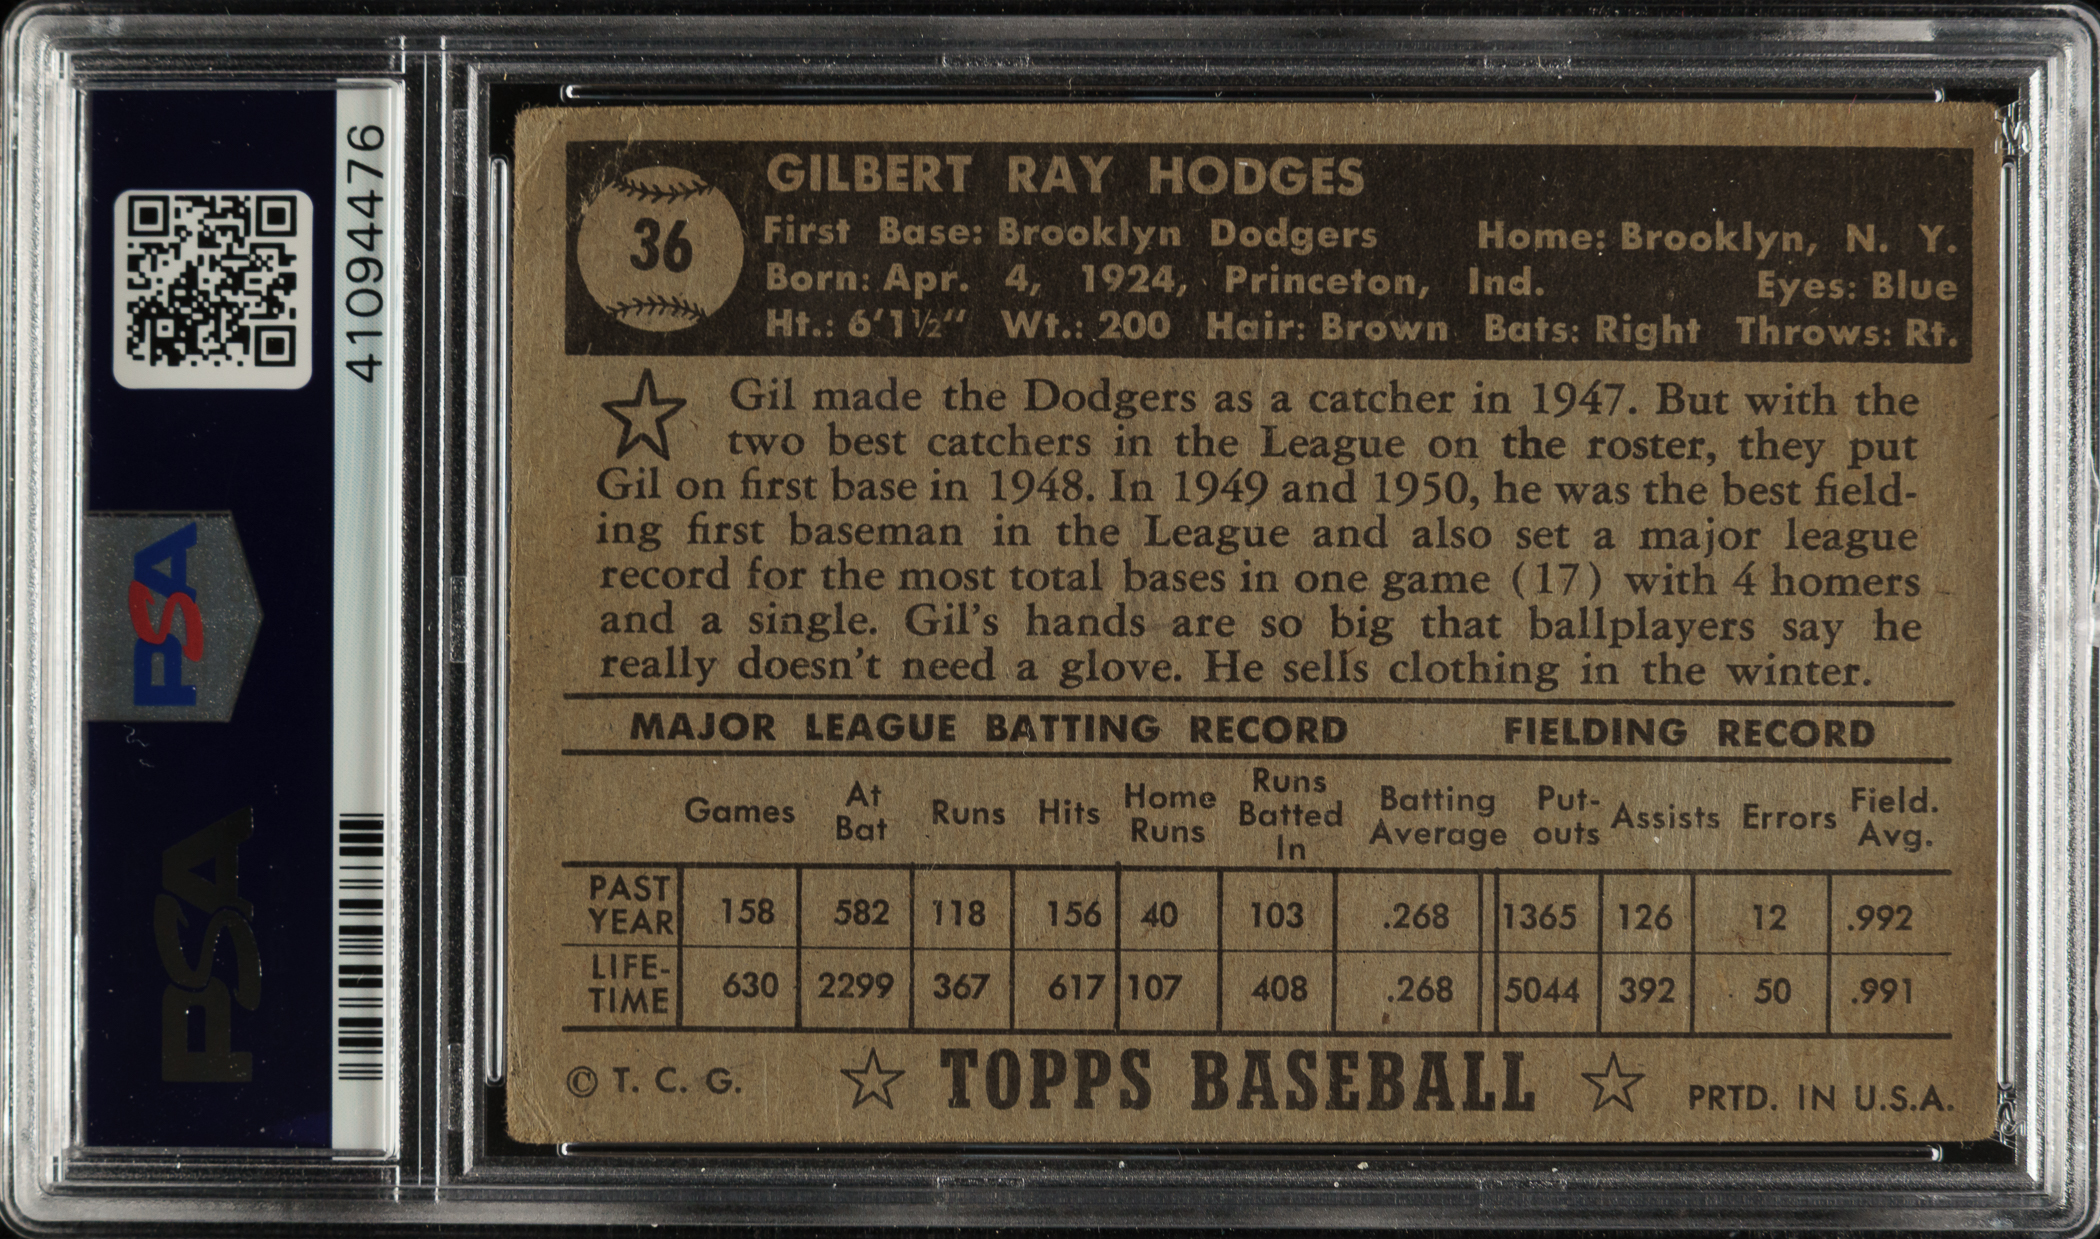 41094476
PSA
PSA
36
GILBERT RAY HODGES
First Base: Brooklyn Dodgers Home: Brooklyn, N. Y.
Born: Apr. 4, 1924, Princeton, Ind. Eyes: Blue
Ht.: 6'1½" Wt.: 200 Hair: Brown Bats: Right Throws: Rt.
Gil made the Dodgers as a catcher in 1947. But with the
two best catchers in the League on the roster, they put
Gil on first base in 1948. In 1949 and 1950, he was the best field-
ing first baseman in the League and also set a major league
record for the most total bases in one game (17) with 4 homers
and a single. Gil's hands are so big that ballplayers say he
really doesn't need a glove. He sells clothing in the winter.
MAJOR LEAGUE BATTING RECORD FIELDING RECORD
Games At Bat Runs Hits Home Runs Runs Batted In Batting Average Put-outs Assists Errors Field. Avg.
PAST YEAR 158 582 118 156 40 103 .268 1365 126 12 .992
LIFE-TIME 630 2299 367 617 107 408 .268 5044 392 50 .991
© T. C. G. TOPPS BASEBALL PRTD. IN U.S.A.